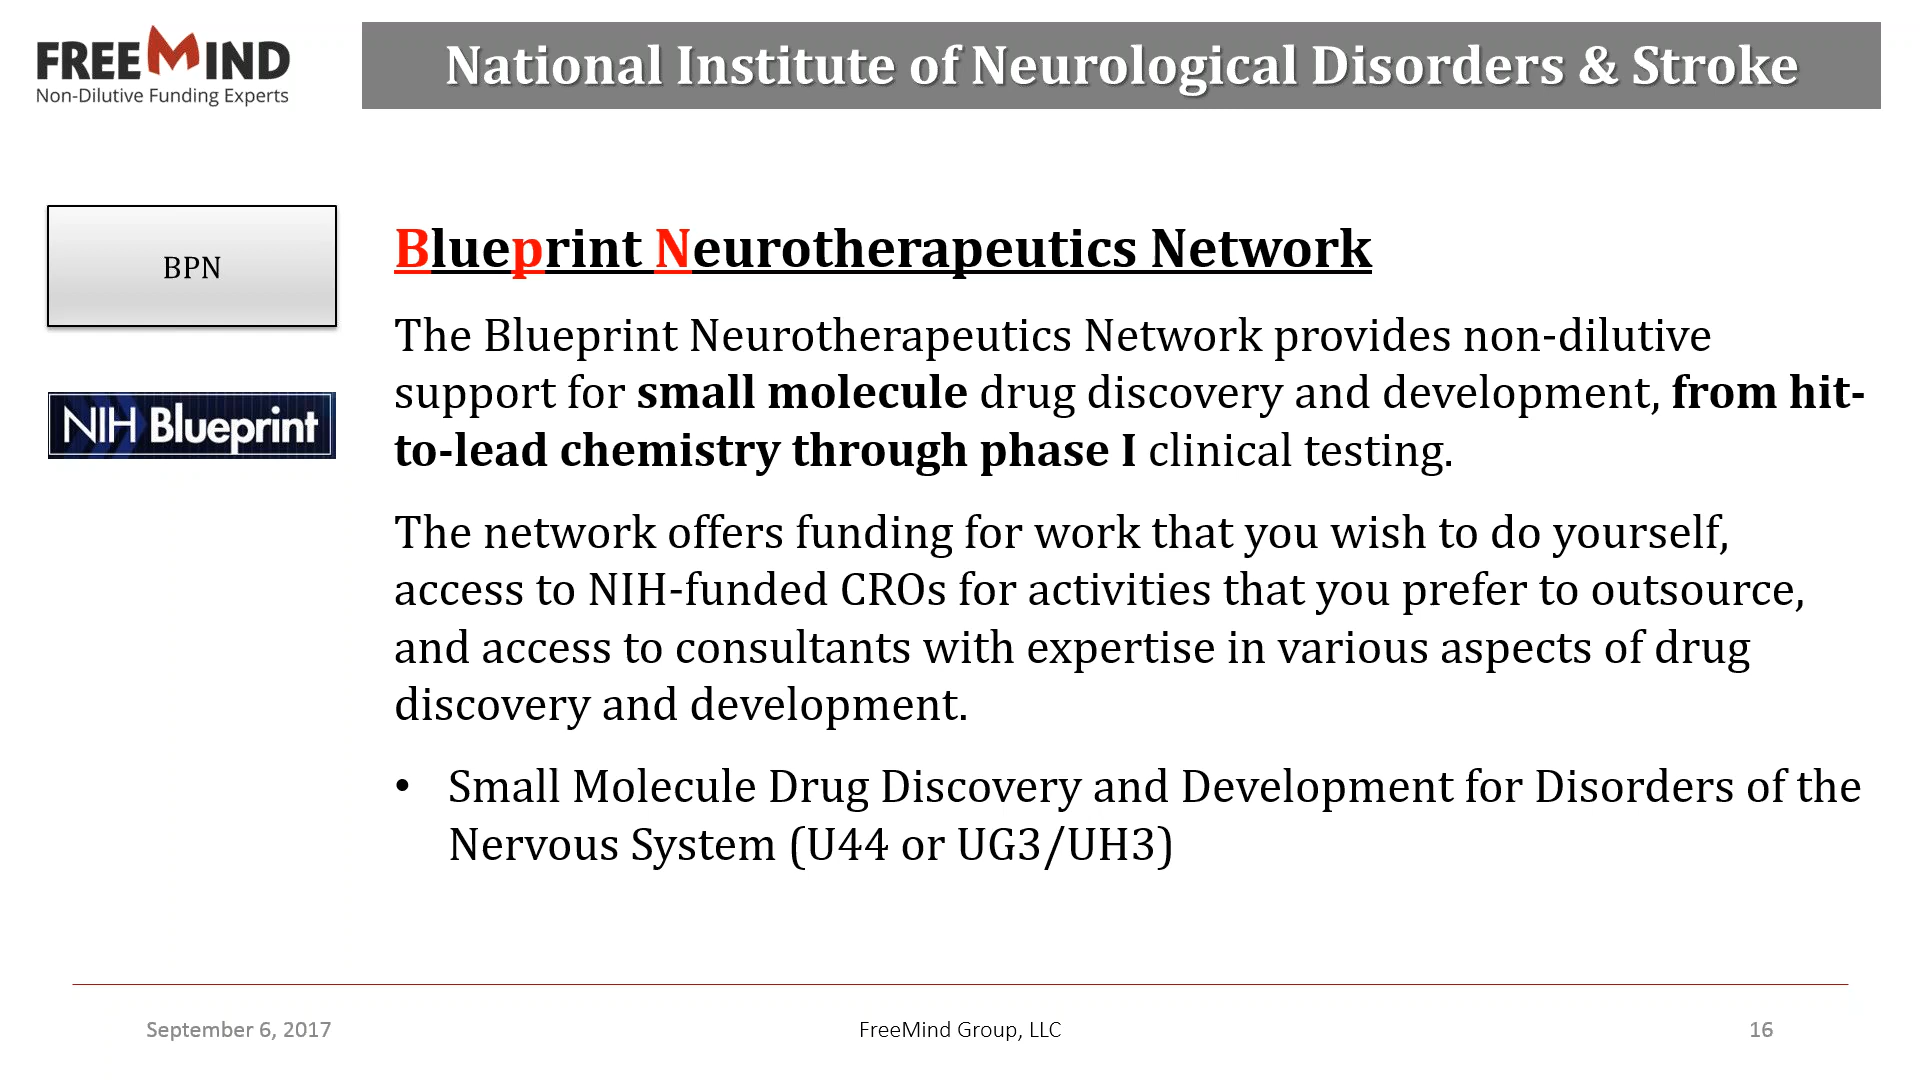 FREEMIND
Non-Dilutive Funding Experts
National Institute of Neurological Disorders & Stroke
BPN
NIH Blueprint
Blueprint Neurotherapeutics Network
The Blueprint Neurotherapeutics Network provides non-dilutive
support for small molecule drug discovery and development, from hit-
to-lead chemistry through phase I clinical testing.
The network offers funding for work that you wish to do yourself,
access to NIH-funded CROs for activities that you prefer to outsource,
and access to consultants with expertise in various aspects of drug
discovery and development.
• Small Molecule Drug Discovery and Development for Disorders of the
Nervous System (U44 or UG3/UH3)
September 6, 2017
FreeMind Group, LLC
16